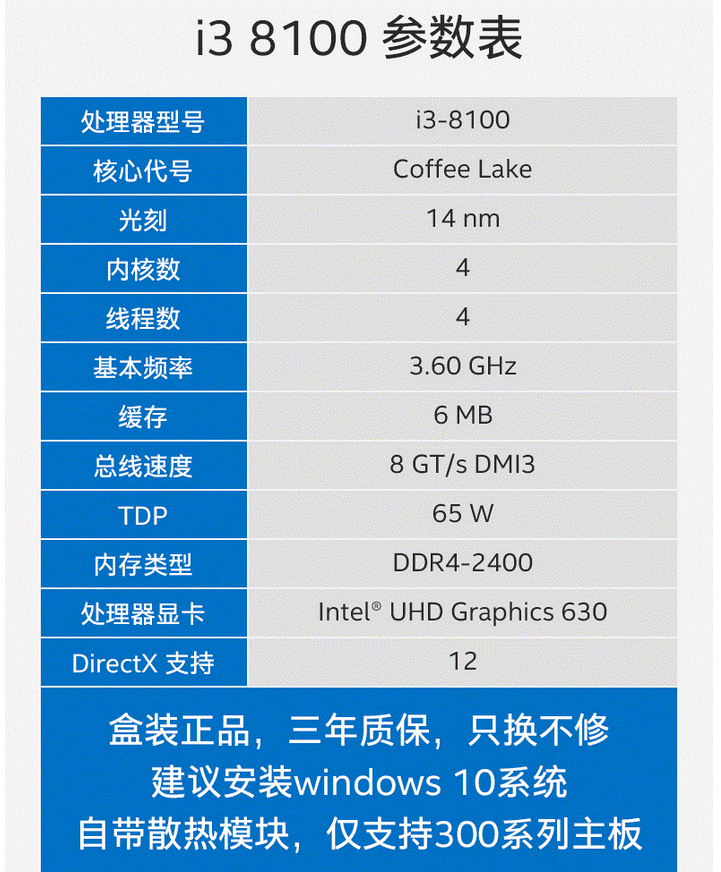 i3 8100 参数表
处理器型号 i3-8100
核心代号 Coffee Lake
光刻 14 nm
内核数 4
线程数 4
基本频率 3.60 GHz
缓存 6 MB
总线速度 8 GT/s DMI3
TDP 65 W
内存类型 DDR4-2400
处理器显卡 Intel® UHD Graphics 630
DirectX 支持 12
盒装正品，三年质保，只换不修
建议安装windows 10系统
自带散热模块，仅支持300系列主板